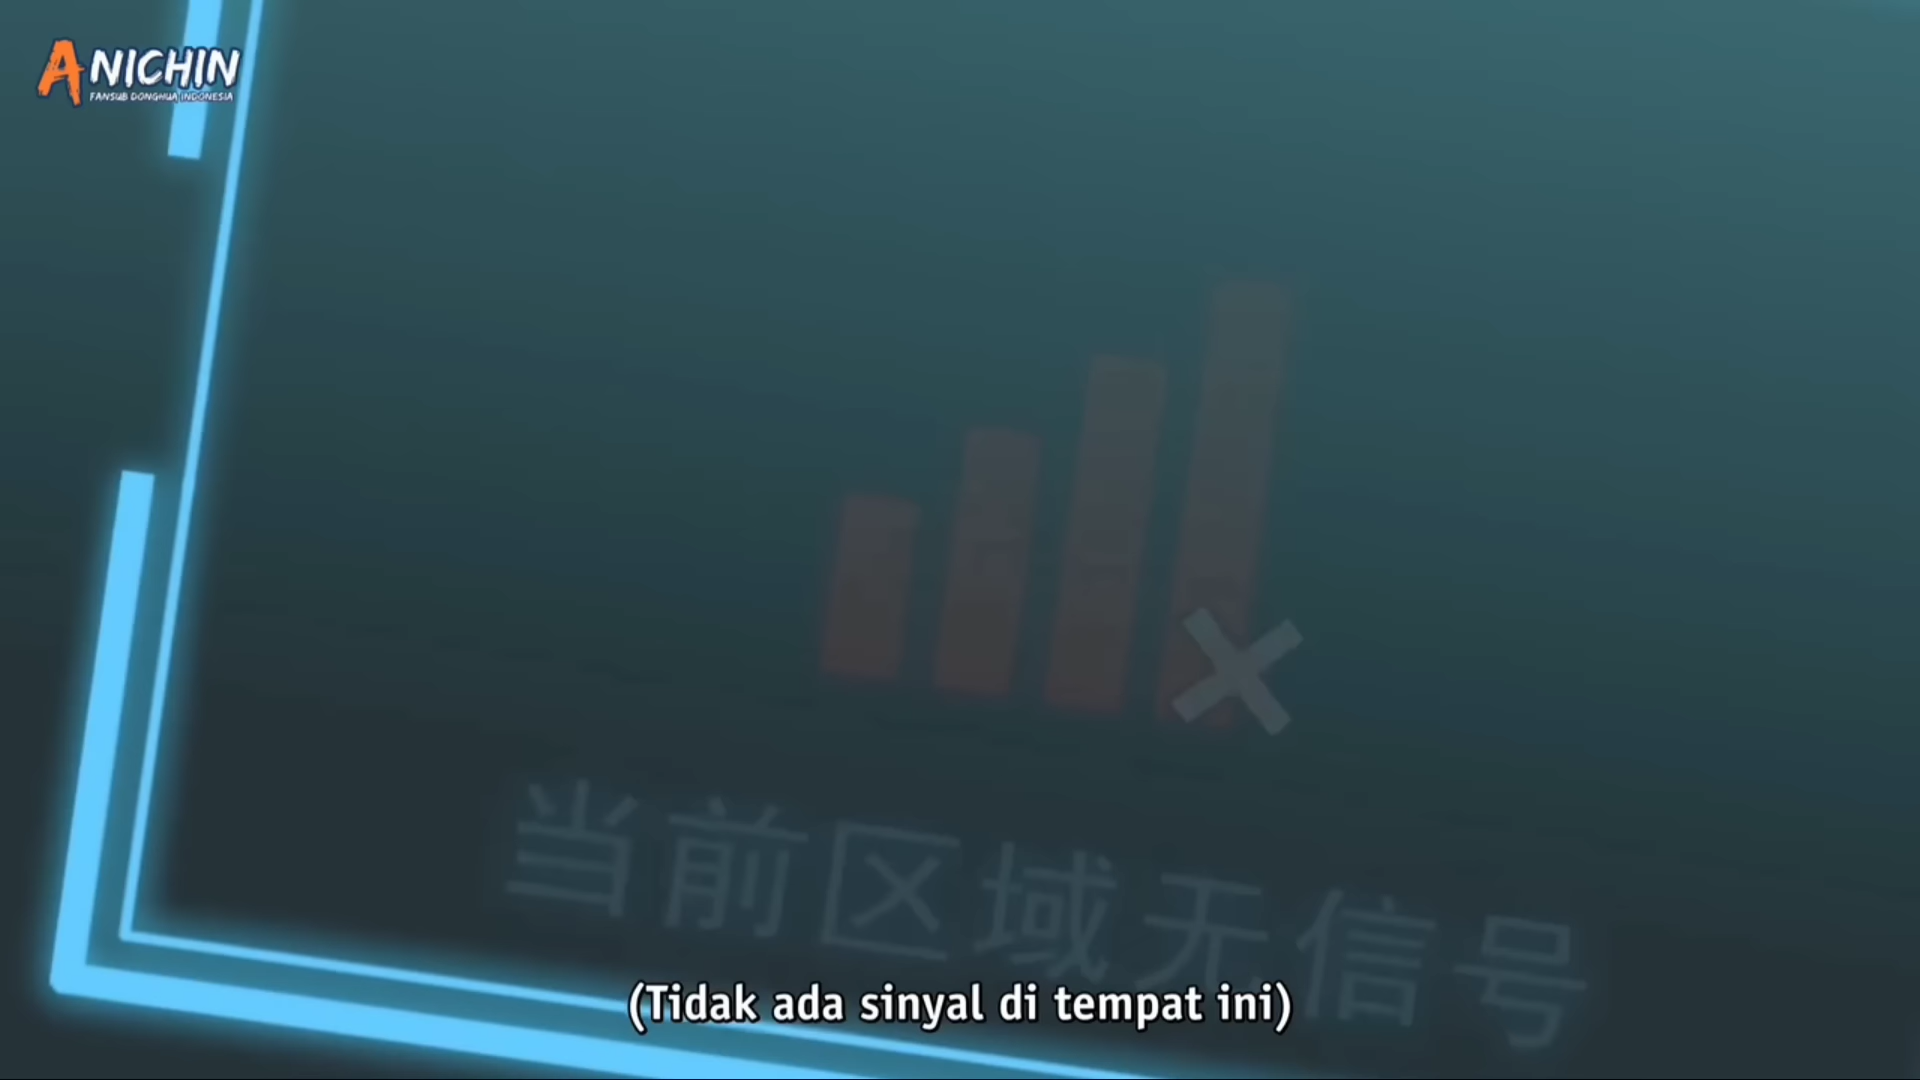 ANICHIN
FANSUB DONGHUA INDONESIA
当前区域无信号
(Tidak ada sinyal di tempat ini)